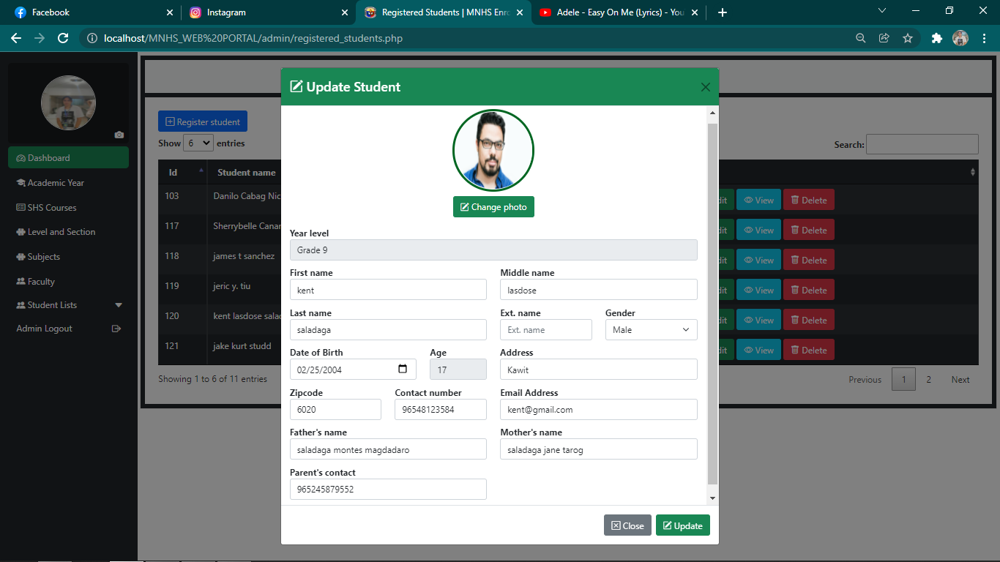 Facebook
Instagram
Registered Students | MNHS Enro
Adele - Easy On Me (Lyrics) - You
localhost/MNHS_WEB%20PORTAL/admin/registered_students.php
Dashboard
Academic Year
SHS Courses
Level and Section
Subjects
Faculty
Student Lists
Admin Logout
Register student
Show 6 entries
Search:
Id Student name
103 Danilo Cabag Nic
117 Sherrybelle Canar
118 james t sanchez
119 jeric y. tiu
120 kent lasdose salad
121 jake kurt studd
dit View Delete
dit View Delete
dit View Delete
dit View Delete
dit View Delete
dit View Delete
Showing 1 to 6 of 11 entries
Previous 1 2 Next
Update Student
Change photo
Year level
Grade 9
First name Middle name
kent lasdose
Last name Ext. name Gender
saladaga Ext. name Male
Date of Birth Age Address
02/25/2004 17 Kawit
Zipcode Contact number Email Address
6020 96548123584 kent@gmail.com
Father's name Mother's name
saladaga montes magdadaro saladaga jane tarog
Parent's contact
965245879552
Close Update